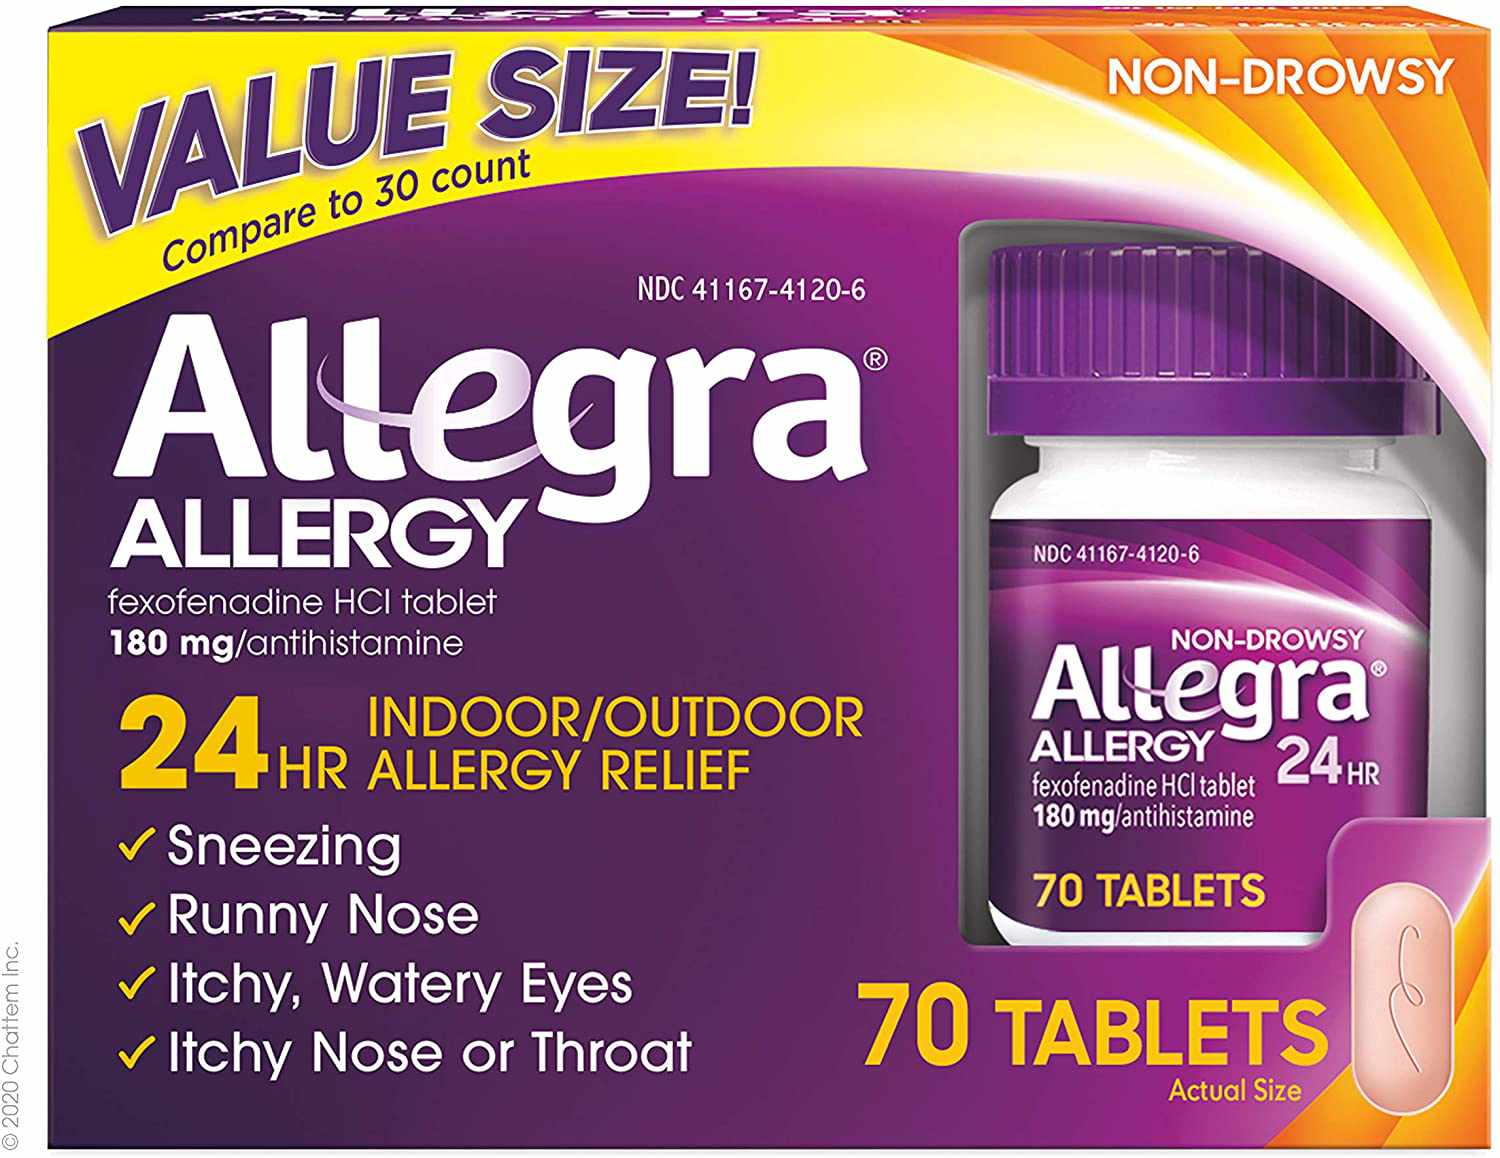 VALUE SIZE!
Compare to 30 count
NON-DROWSY
NDC 41167-4120-6
Allegra®
ALLERGY
fexofenadine HCl tablet
180 mg/antihistamine
24 HR INDOOR/OUTDOOR
ALLERGY RELIEF
✓ Sneezing
✓ Runny Nose
✓ Itchy, Watery Eyes
✓ Itchy Nose or Throat
NDC 41167-4120-6
NON-DROWSY
Allegra®
ALLERGY 24 HR
fexofenadine HCl tablet
180 mg/antihistamine
70 TABLETS
70 TABLETS
Actual Size
© 2020 Chattem Inc.